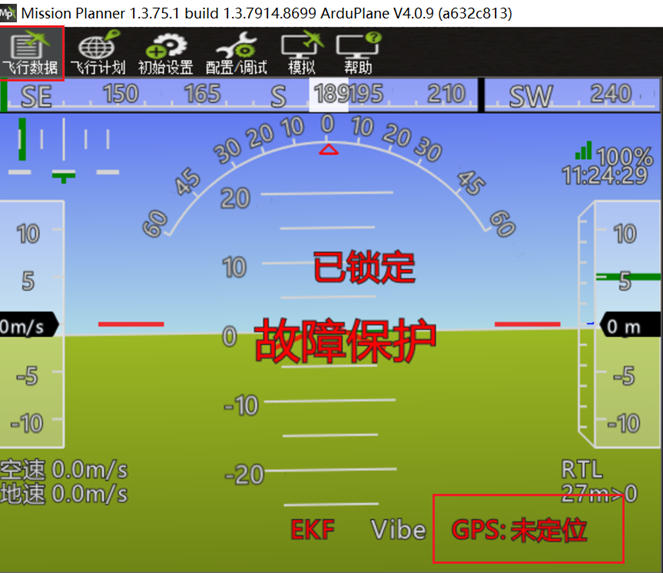 Mission Planner 1.3.75.1 build 1.3.7914.8699 ArduPlane V4.0.9 (a632c813)
飞行数据 飞行计划 初始设置 配置/调试 模拟 帮助
SE 150 165 S 189 195 210 SW 240
60 45 30 20 10 0 10 20 30 45 60
100%
11:24:29
20
10 10 10
已锁定
5 5
0m/s 0 故障保护 0 m
-5 -5
-10 -10 -10
空速 0.0m/s -20 RTL
地速 0.0m/s 27m>0
EKF Vibe GPS: 未定位